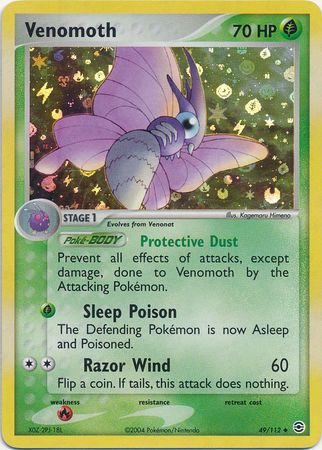 Venomoth 70 HP
Illus. Kagemaru Himeno
STAGE 1
Evolves from Venonat
Poké-BODY Protective Dust
Prevent all effects of attacks, except
damage, done to Venomoth by the
Attacking Pokémon.
Sleep Poison
The Defending Pokémon is now Asleep
and Poisoned.
Razor Wind 60
Flip a coin. If tails, this attack does nothing.
weakness resistance retreat cost
X0Z-2PJ-18L ©2004 Pokémon/Nintendo 49/112